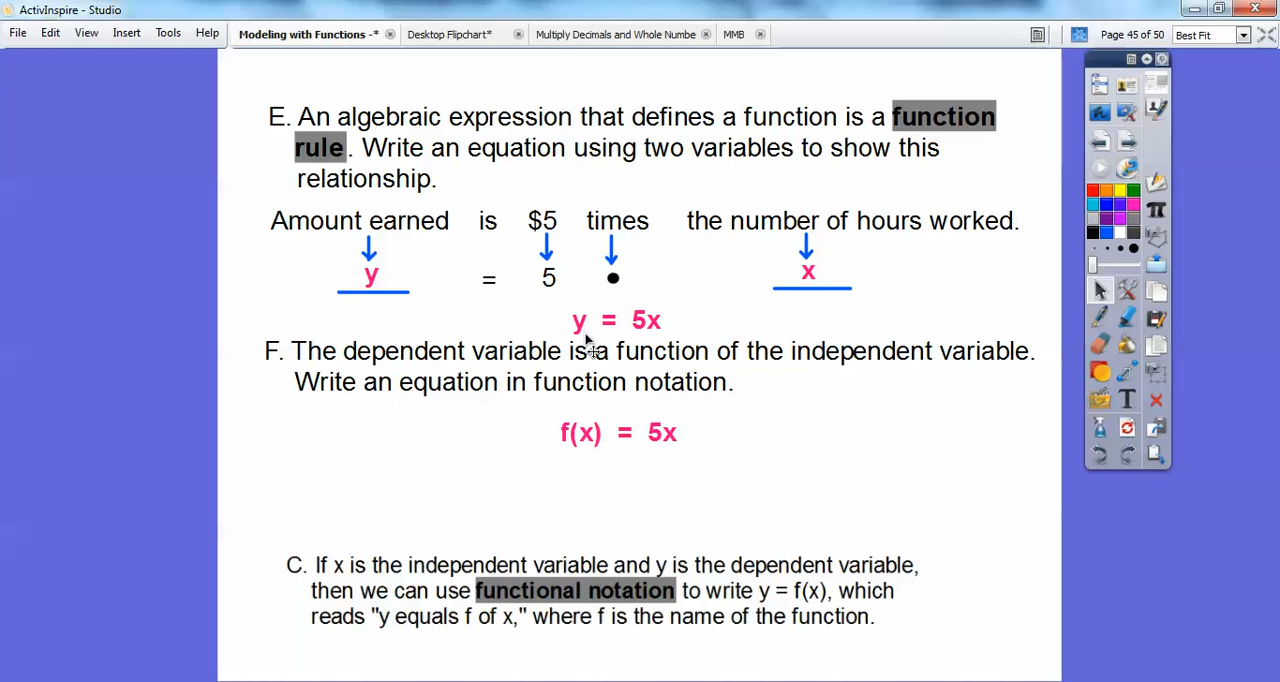 ActivInspire - Studio
File Edit View Insert Tools Help
Modeling with Functions -* Desktop Flipchart* Multiply Decimals and Whole Numbe MMB
Page 45 of 50 Best Fit
E. An algebraic expression that defines a function is a function
rule. Write an equation using two variables to show this
relationship.
Amount earned is $5 times the number of hours worked.
y = 5 • x
y = 5x
F. The dependent variable is a function of the independent variable.
Write an equation in function notation.
f(x) = 5x
C. If x is the independent variable and y is the dependent variable,
then we can use functional notation to write y = f(x), which
reads "y equals f of x," where f is the name of the function.